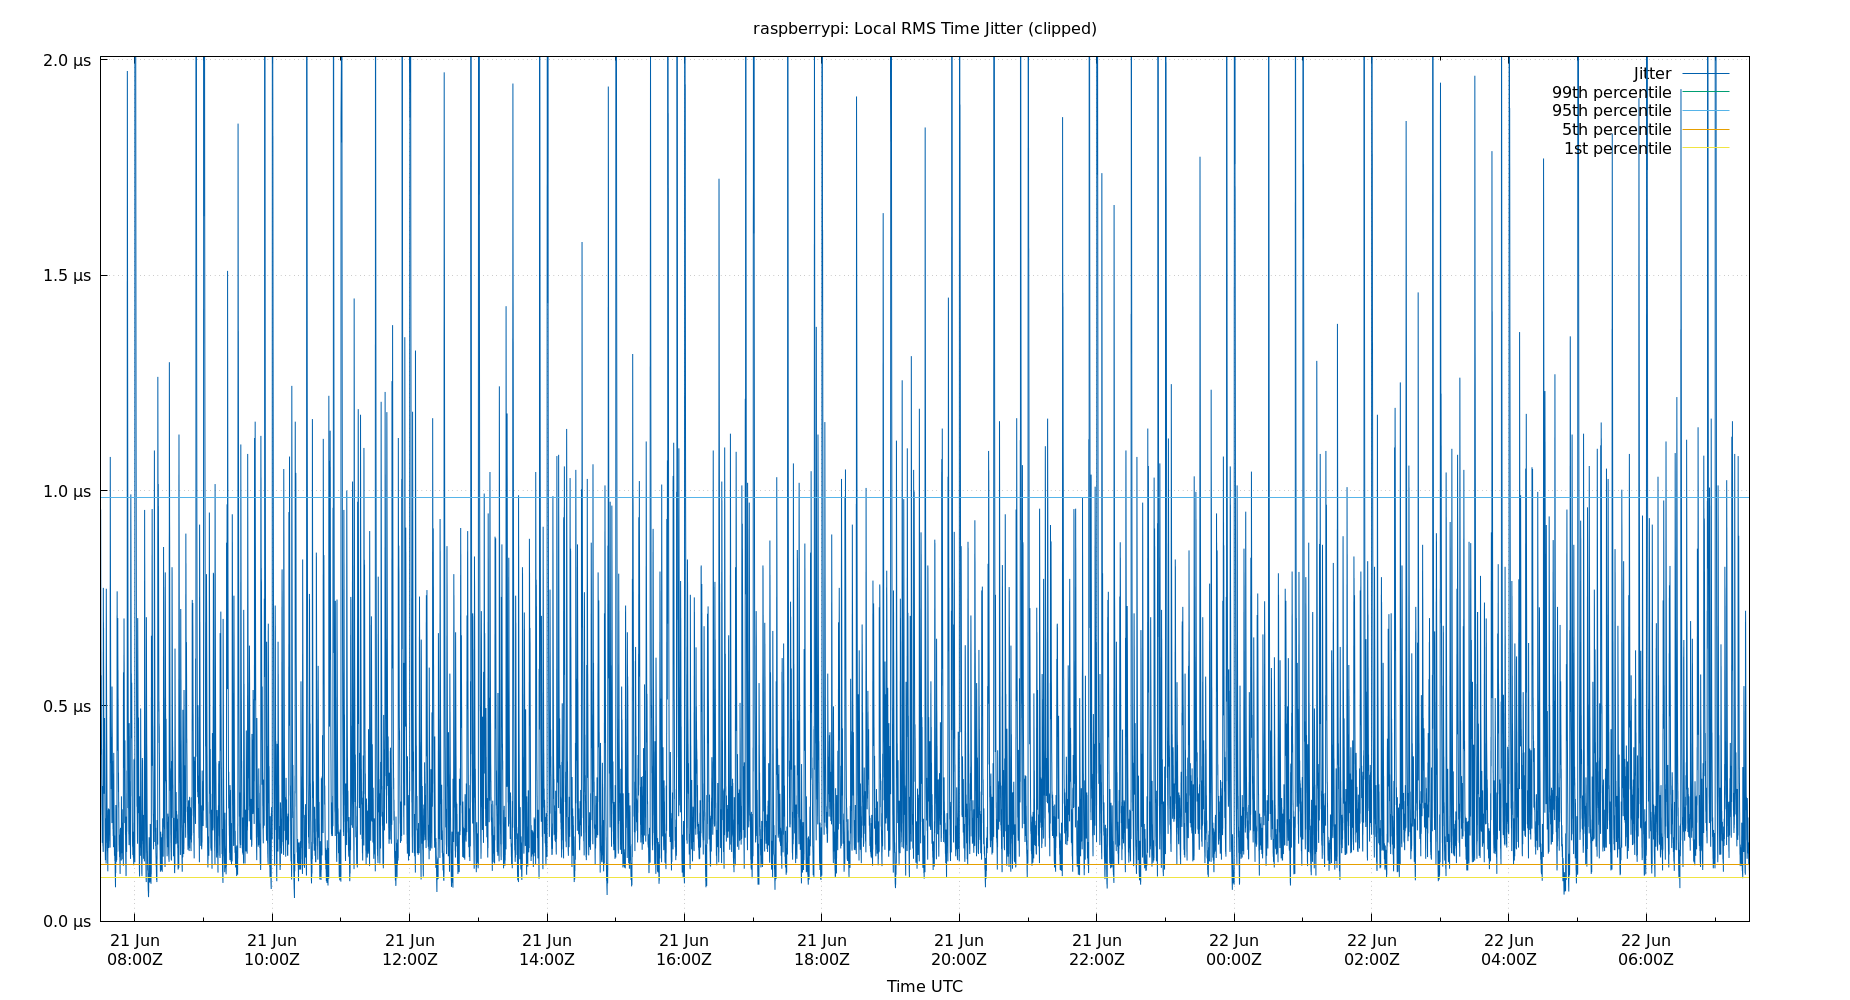 raspberrypi: Local RMS Time Jitter (clipped)
2.0 µs
1.5 µs
1.0 µs
0.5 µs
0.0 µs
Jitter
99th percentile
95th percentile
5th percentile
1st percentile
21 Jun 21 Jun 21 Jun 21 Jun 21 Jun 21 Jun 21 Jun 21 Jun 22 Jun 22 Jun 22 Jun 22 Jun
08:00Z 10:00Z 12:00Z 14:00Z 16:00Z 18:00Z 20:00Z 22:00Z 00:00Z 02:00Z 04:00Z 06:00Z
Time UTC